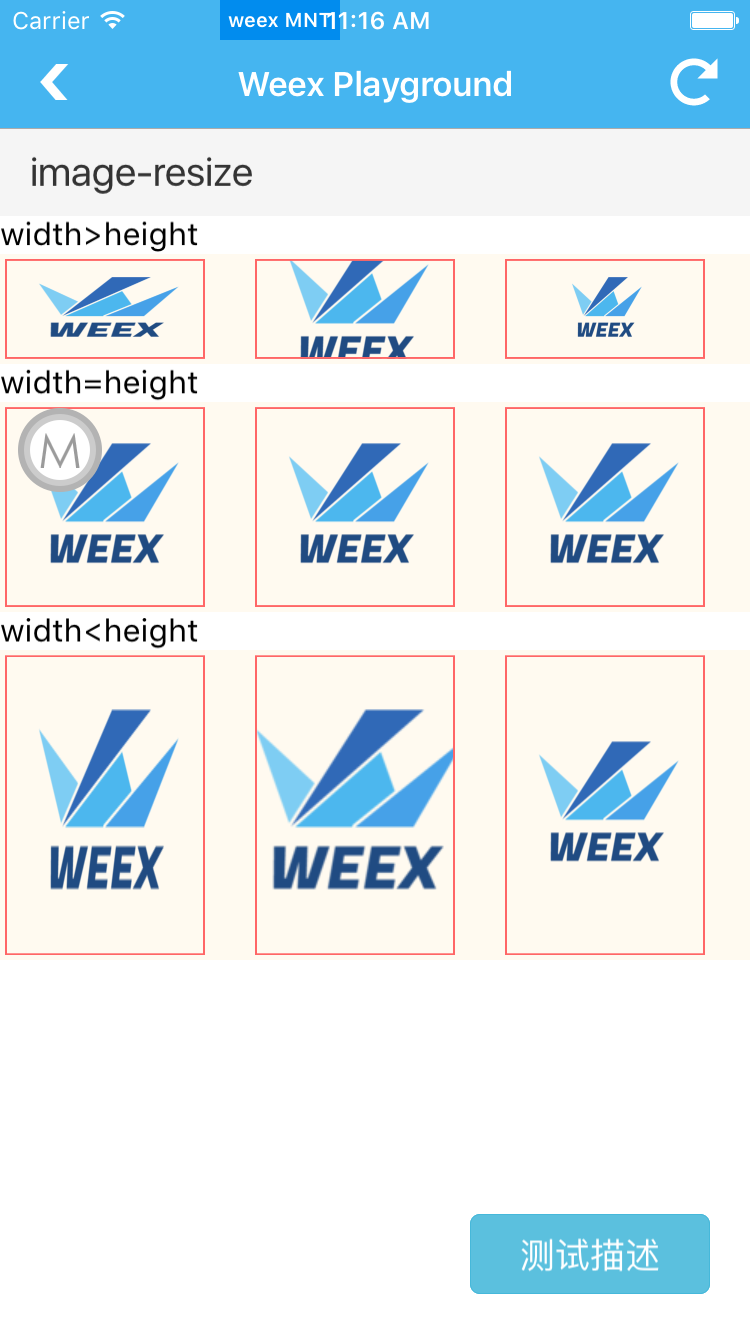 Carrier weex MNT 11:16 AM
Weex Playground
image-resize
width>height
WEEX WEEX WEEX
width=height
M
WEEX WEEX WEEX
width<height
WEEX WEEX WEEX
测试描述